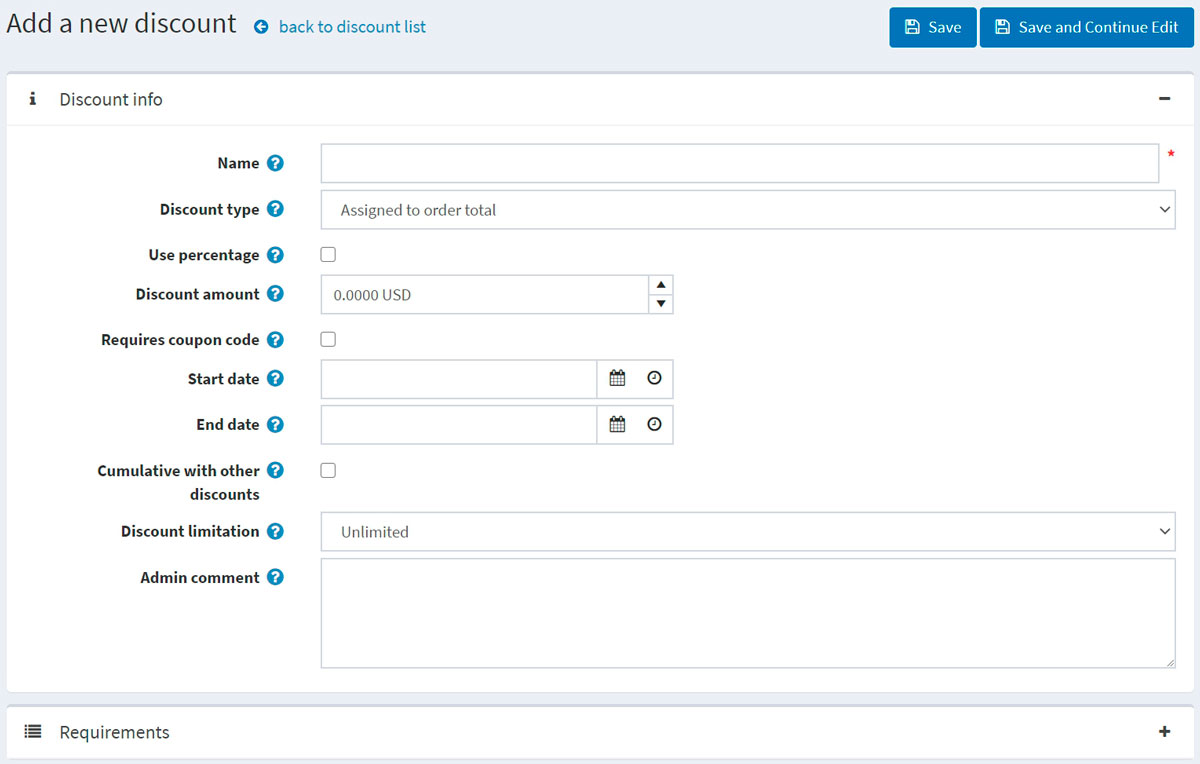 Add a new discount back to discount list Save Save and Continue Edit
Discount info
Name *
Discount type Assigned to order total
Use percentage
Discount amount 0.0000 USD
Requires coupon code
Start date
End date
Cumulative with other
discounts
Discount limitation Unlimited
Admin comment
Requirements